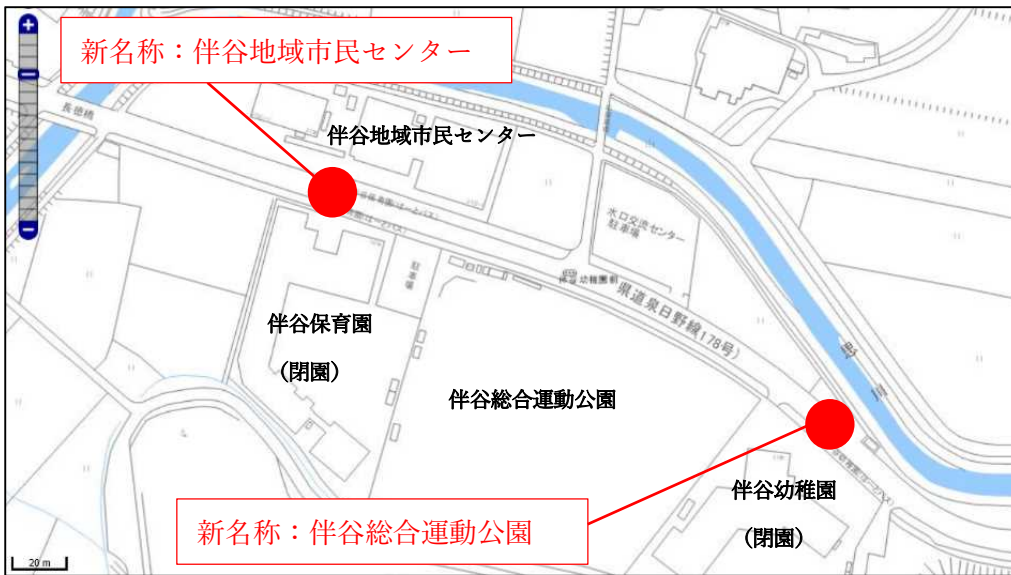 新名称：伴谷地域市民センター
長徳橋
伴谷地域市民センター
水口交流センター
駐車場
駐車場
伴谷幼稚園前
県道泉日野線178号)
伴谷保育園
(閉園)
伴谷総合運動公園
思
川
伴谷幼稚園
(閉園)
新名称：伴谷総合運動公園
20 m